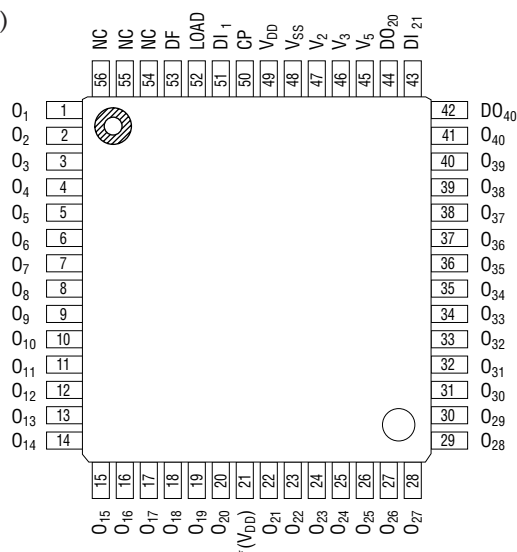 )
NC NC NC DF LOAD DI₁ CP V_DD V_SS V₂ V₃ V₅ DO₂₀ DI₂₁
56 55 54 53 52 51 50 49 48 47 46 45 44 43
O₁ 1 42 DO₄₀
O₂ 2 41 O₄₀
O₃ 3 40 O₃₉
O₄ 4 39 O₃₈
O₅ 5 38 O₃₇
O₆ 6 37 O₃₆
O₇ 7 36 O₃₅
O₈ 8 35 O₃₄
O₉ 9 34 O₃₃
O₁₀ 10 33 O₃₂
O₁₁ 11 32 O₃₁
O₁₂ 12 31 O₃₀
O₁₃ 13 30 O₂₉
O₁₄ 14 29 O₂₈
15 16 17 18 19 20 21 22 23 24 25 26 27 28
O₁₅ O₁₆ O₁₇ O₁₈ O₁₉ O₂₀ (V_DD) O₂₁ O₂₂ O₂₃ O₂₄ O₂₅ O₂₆ O₂₇